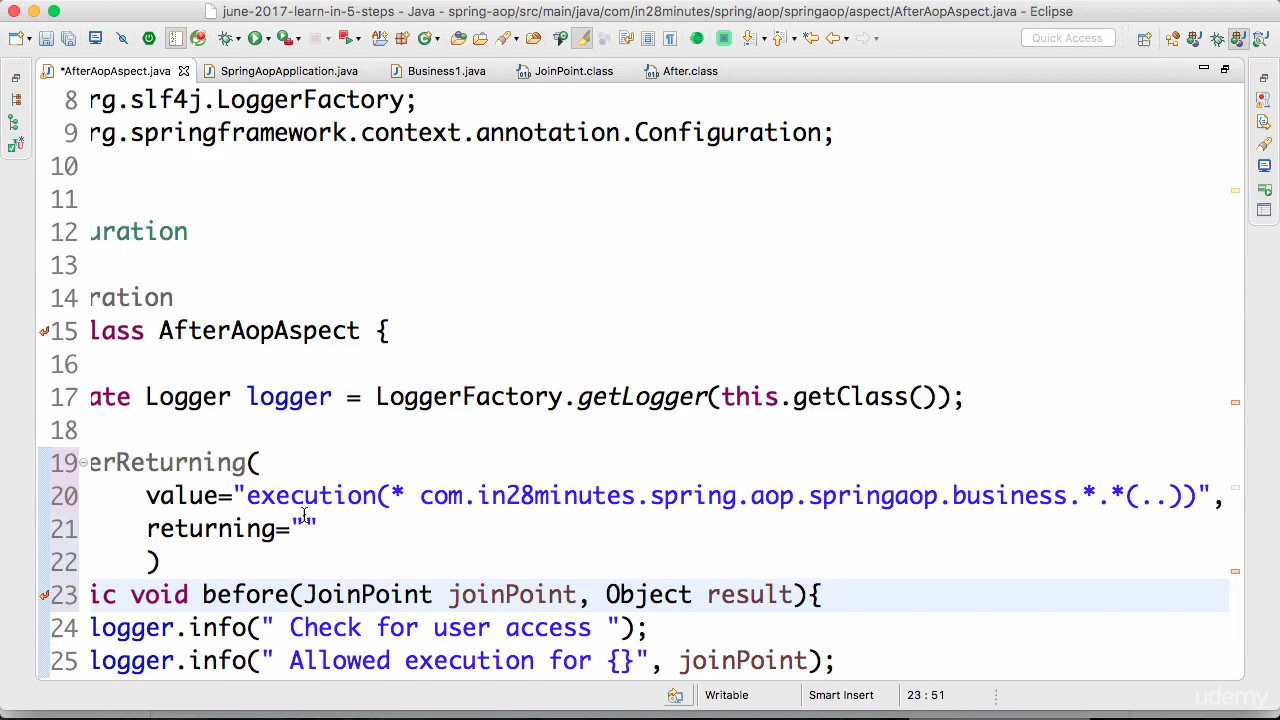 june-2017-learn-in-5-steps - Java - spring-aop/src/main/java/com/in28minutes/spring/aop/springaop/aspect/AfterAopAspect.java - Eclipse
Quick Access
*AfterAopAspect.java SpringAopApplication.java Business1.java JoinPoint.class After.class
8 rg.slf4j.LoggerFactory;
9 rg.springframework.context.annotation.Configuration;
10
11
12 uration
13
14 ration
15 lass AfterAopAspect {
16
17 ate Logger logger = LoggerFactory.getLogger(this.getClass());
18
19 erReturning(
20 value="execution(* com.in28minutes.spring.aop.springaop.business.*.*(..))",
21 returning=""
22 )
23 ic void before(JoinPoint joinPoint, Object result){
24 logger.info(" Check for user access ");
25 logger.info(" Allowed execution for {}", joinPoint);
Writable Smart Insert 23 : 51
udemy